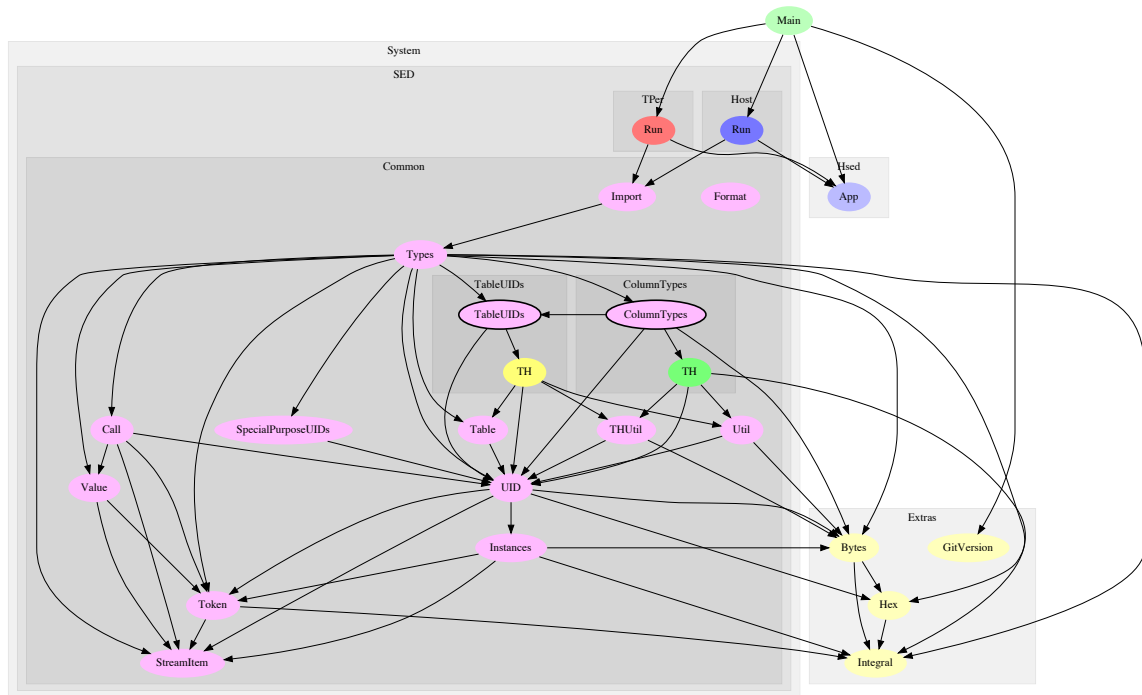 Main
System
SED
TPer
Host
Run
Run
Common
Hsed
Import
Format
App
Types
TableUIDs
ColumnTypes
TableUIDs
ColumnTypes
TH
TH
Call
SpecialPurposeUIDs
Table
THUtil
Util
Value
UID
Extras
Instances
Bytes
GitVersion
Token
Hex
StreamItem
Integral